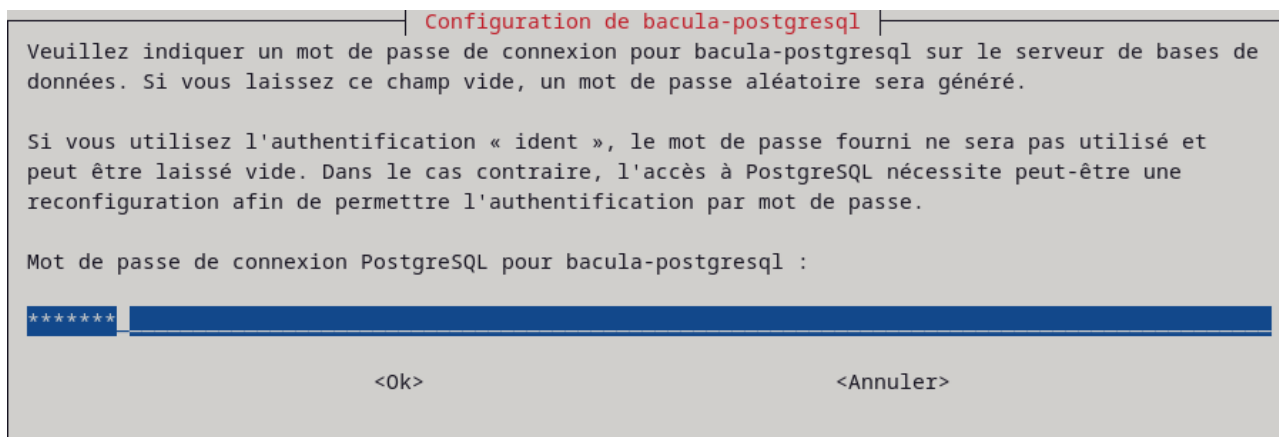 Configuration de bacula-postgresql
Veuillez indiquer un mot de passe de connexion pour bacula-postgresql sur le serveur de bases de
données. Si vous laissez ce champ vide, un mot de passe aléatoire sera généré.
Si vous utilisez l'authentification « ident », le mot de passe fourni ne sera pas utilisé et
peut être laissé vide. Dans le cas contraire, l'accès à PostgreSQL nécessite peut-être une
reconfiguration afin de permettre l'authentification par mot de passe.
Mot de passe de connexion PostgreSQL pour bacula-postgresql :
*******
<Ok> <Annuler>